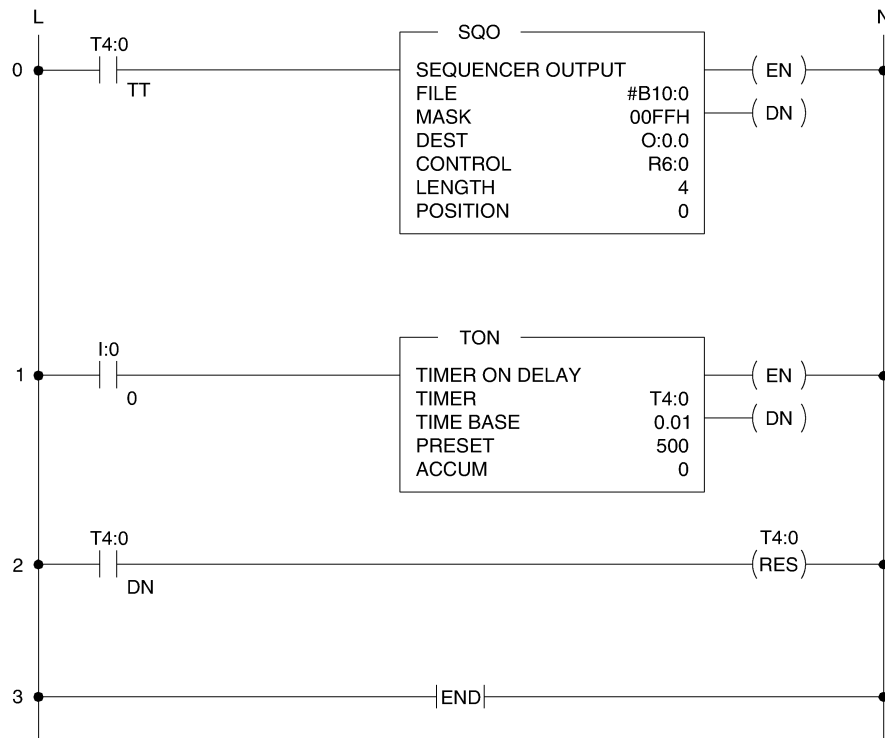 L N
T4:0 SQO
0 SEQUENCER OUTPUT ( EN )
TT FILE #B10:0
MASK 00FFH ( DN )
DEST O:0.0
CONTROL R6:0
LENGTH 4
POSITION 0
I:0 TON
1 TIMER ON DELAY ( EN )
0 TIMER T4:0
TIME BASE 0.01 ( DN )
PRESET 500
ACCUM 0
T4:0 T4:0
2 (RES)
DN
3 END